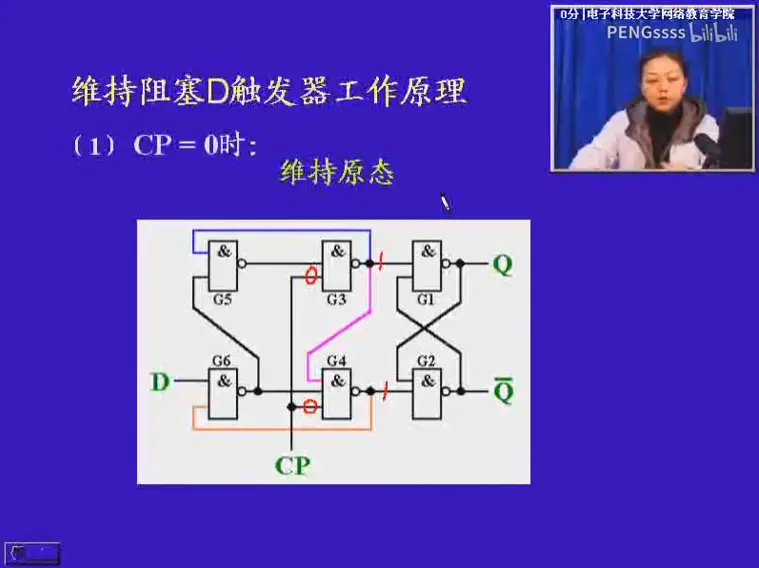 0分|电子科技大学网络教育学院
PENGssss bilibili
维持阻塞D触发器工作原理
(1) CP = 0时:
维持原态
& & &
0 1 Q
G5 G3 G1
G6 G4 G2
D & & & 1 Q̅
0
CP